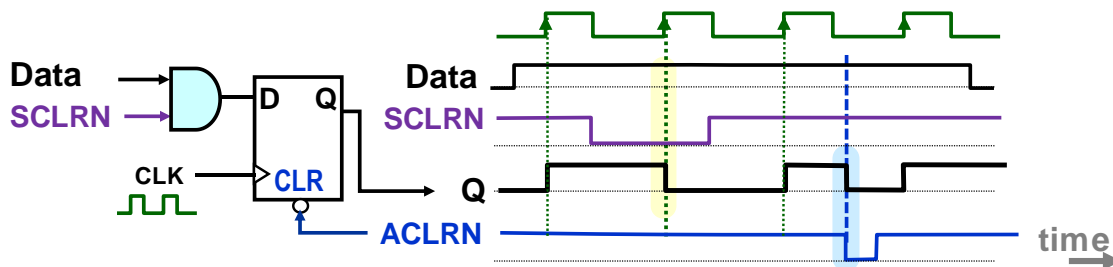 Data
SCLRN
D Q
CLK
CLR
Data
SCLRN
Q
ACLRN
time